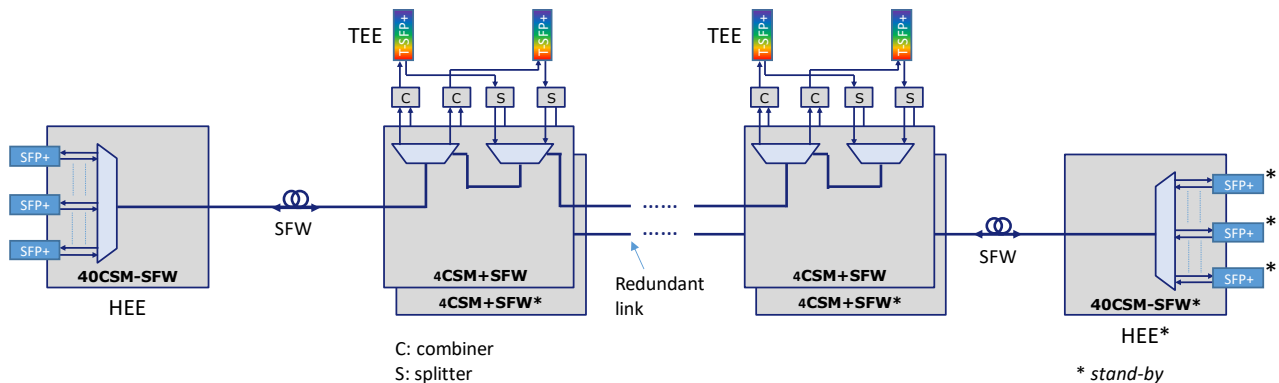 TEE
T-SFP+
T-SFP+
TEE
T-SFP+
T-SFP+
C
C
S
S
C
C
S
S
SFP+
SFP+
SFP+
SFW
40CSM-SFW
HEE
4CSM+SFW
4CSM+SFW*
......
......
Redundant
link
4CSM+SFW
4CSM+SFW*
SFW
SFP+
*
SFP+
*
SFP+
*
40CSM-SFW*
HEE*
C: combiner
S: splitter
* stand-by